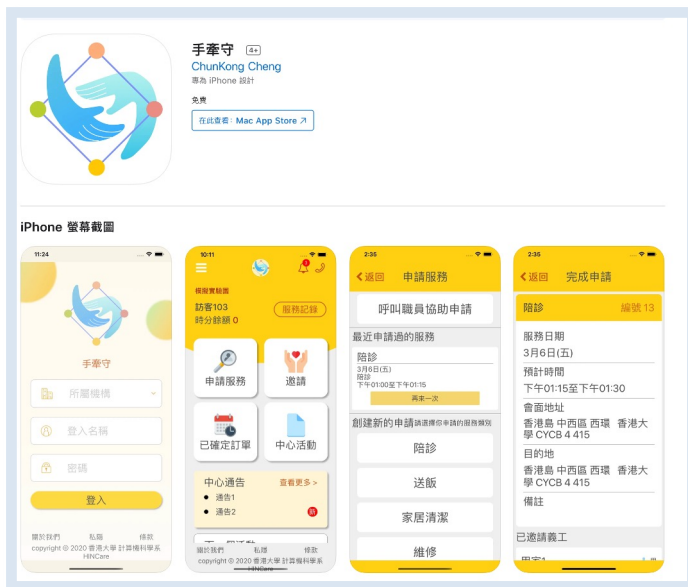 手牽守 4+
ChunKong Cheng
專為 iPhone 設計
免費
在此查看：Mac App Store ↗
iPhone 螢幕截圖
11:24
手牽守
所屬機構
登入名稱
密碼
登入
關於我們 私隱 條款
copyright © 2020 香港大學 計算機科學系
HINCare
10:11
模擬實驗園
訪客103
時分餘額 0
服務記錄
申請服務
邀請
已確定訂單
中心活動
中心通告 查看更多 >
• 通告1
• 通告2
關於我們 私隱 條款
copyright © 2020 香港大學 計算機科學系
HINCare
2:35
返回 申請服務
呼叫職員協助申請
最近申請過的服務
陪診
3月6日(五)
陪診
下午01:00至下午01:15
再來一次
創建新的申請請選擇你申請的服務類別
陪診
送飯
家居清潔
維修
2:35
返回 完成申請
陪診 編號 13
服務日期
3月6日(五)
預計時間
下午01:15至下午01:30
會面地址
香港島 中西區 西環 香港大
學 CYCB 4 415
目的地
香港島 中西區 西環 香港大
學 CYCB 4 415
備註
已邀請義工